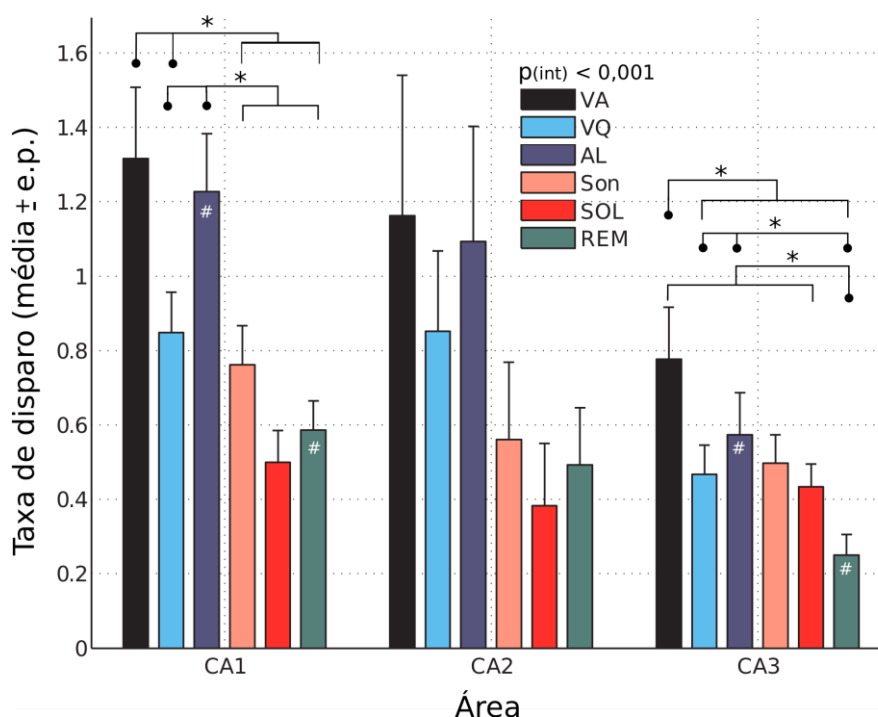 Taxa de disparo (média ± e.p.)
1.6
1.4
1.2
1
0.8
0.6
0.4
0.2
0
*
*
p(int) < 0,001
VA
VQ
AL
Son
SOL
REM
*
*
*
#
#
#
#
CA1
CA2
CA3
Área